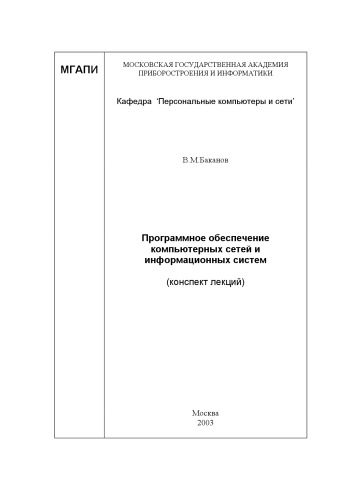 МГАПИ
МОСКОВСКАЯ ГОСУДАРСТВЕННАЯ АКАДЕМИЯ
ПРИБОРОСТРОЕНИЯ И ИНФОРМАТИКИ
Кафедра ‘Персональные компьютеры и сети’
В.М.Баканов
Программное обеспечение
компьютерных сетей и
информационных систем
(конспект лекций)
Москва
2003